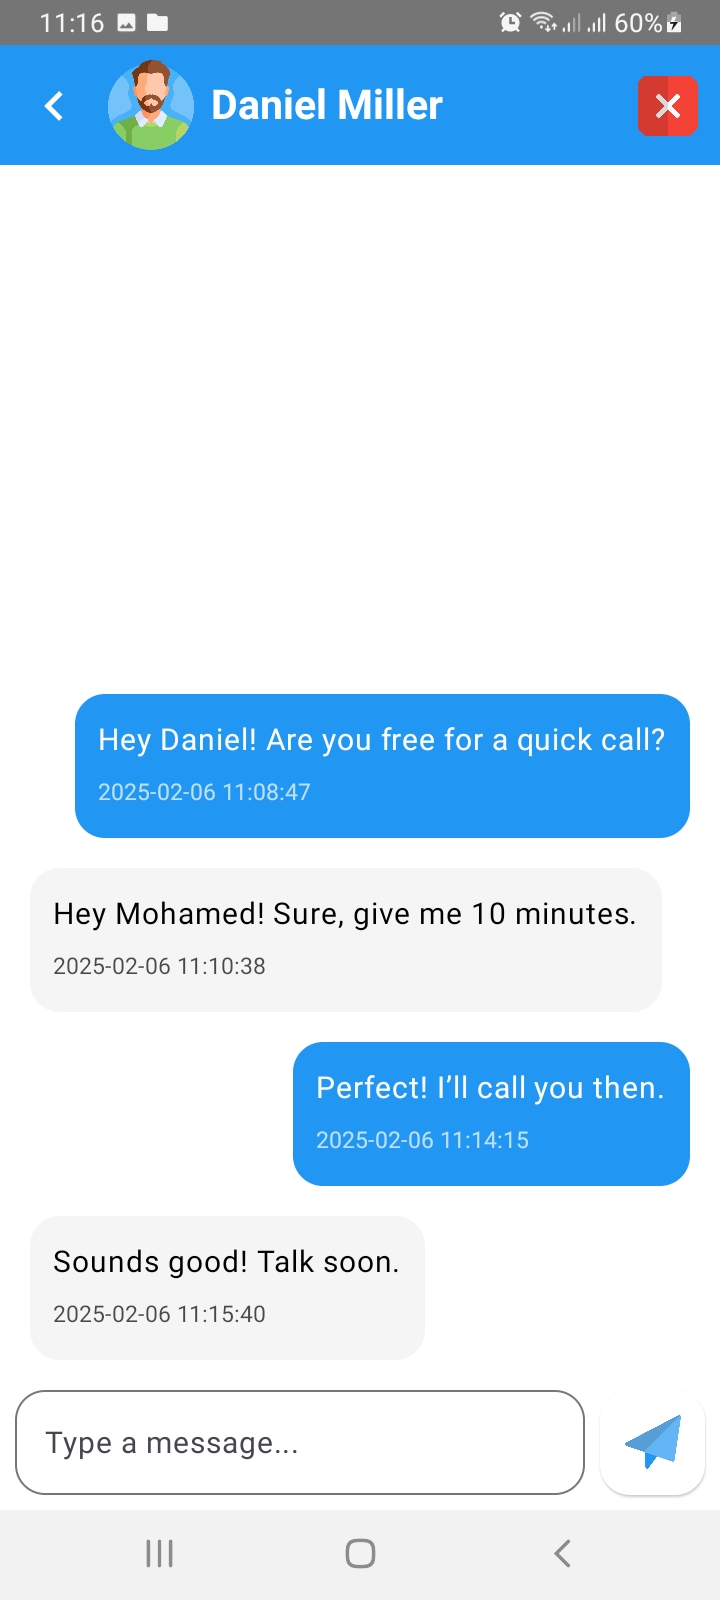 11:16 60%
Daniel Miller
Hey Daniel! Are you free for a quick call?
2025-02-06 11:08:47
Hey Mohamed! Sure, give me 10 minutes.
2025-02-06 11:10:38
Perfect! I’ll call you then.
2025-02-06 11:14:15
Sounds good! Talk soon.
2025-02-06 11:15:40
Type a message...